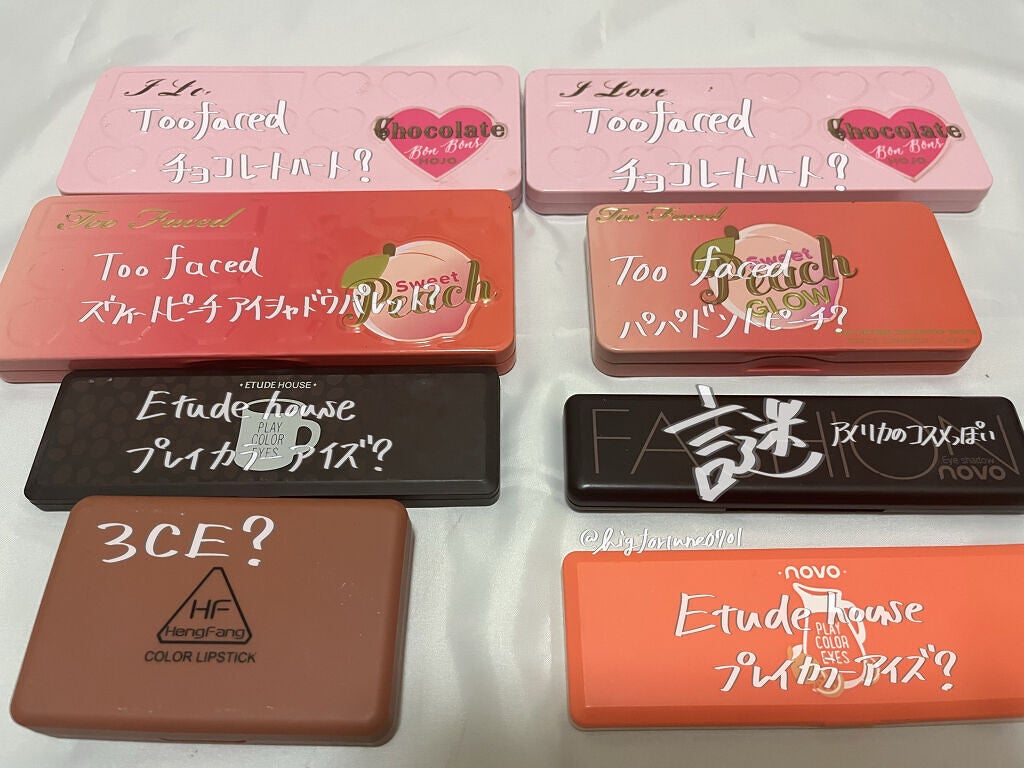 I Lo
Too faced
チョコレートハート?
Chocolate
Bon Bons
MOJO
I Love
Too faced
チョコレートハート?
Chocolate
Bon Bons
MOJO
Too Faced
Too faced
スウィートピーチアイシャドウパレット?
Sweet
Peach
Too Faced
Too faced
パパドントピーチ?
Sweet
Peach
GLOW
• ETUDE HOUSE •
Etude house
プレイカラーアイズ?
PLAY
COLOR
EYES
FASHION
謎 アメリカのコスメっぽい
Eye shadow
novo
3CE?
HF
HengFang
COLOR LIPSTICK
@higfortune0701
·novo·
Etude house
プレイカラーアイズ?
PLAY
COLOR
EYES